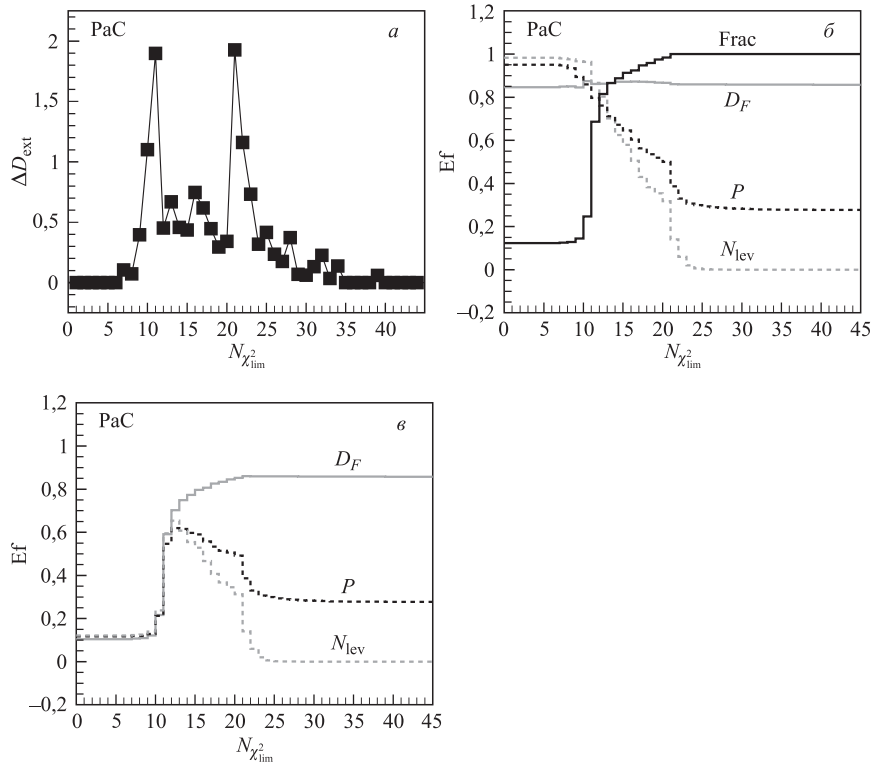 PaC
а
2
1,5
1
0,5
0
ΔD_ext
0 5 10 15 20 25 30 35 40
N_χ²_lim
PaC
б
1,2
1
0,8
0,6
0,4
0,2
0
–0,2
Ef
Frac
D_F
P
N_lev
0 5 10 15 20 25 30 35 40 45
N_χ²_lim
PaC
в
1,2
1
0,8
0,6
0,4
0,2
0
–0,2
Ef
D_F
P
N_lev
0 5 10 15 20 25 30 35 40 45
N_χ²_lim